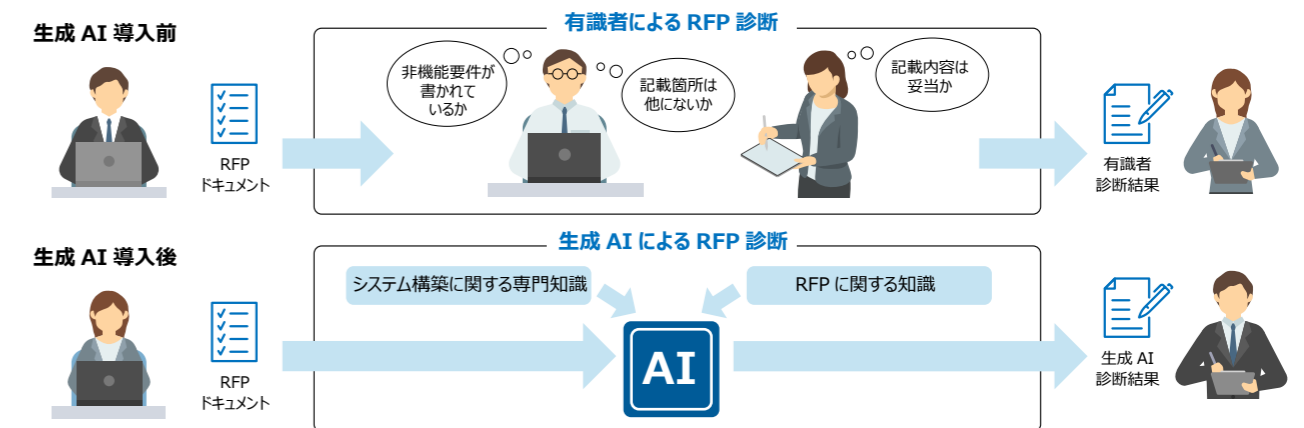 生成 AI 導入前
有識者による RFP 診断
非機能要件が
書かれて
いるか
記載箇所は
他にないか
記載内容は
妥当か
RFP
ドキュメント
有識者
診断結果
生成 AI 導入後
生成 AI による RFP 診断
システム構築に関する専門知識
RFP に関する知識
AI
RFP
ドキュメント
生成 AI
診断結果